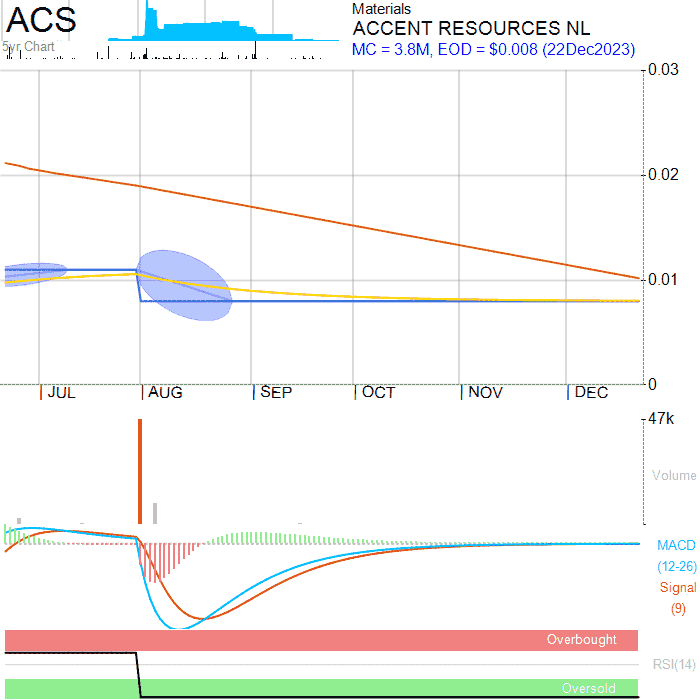 ACS
5yr Chart
Materials
ACCENT RESOURCES NL
MC = 3.8M, EOD = $0.008 (22Dec2023)
0.03
0.02
0.01
0
JUL AUG SEP OCT NOV DEC
47k
Volume
MACD
(12-26)
Signal
(9)
Overbought
RSI(14)
Oversold